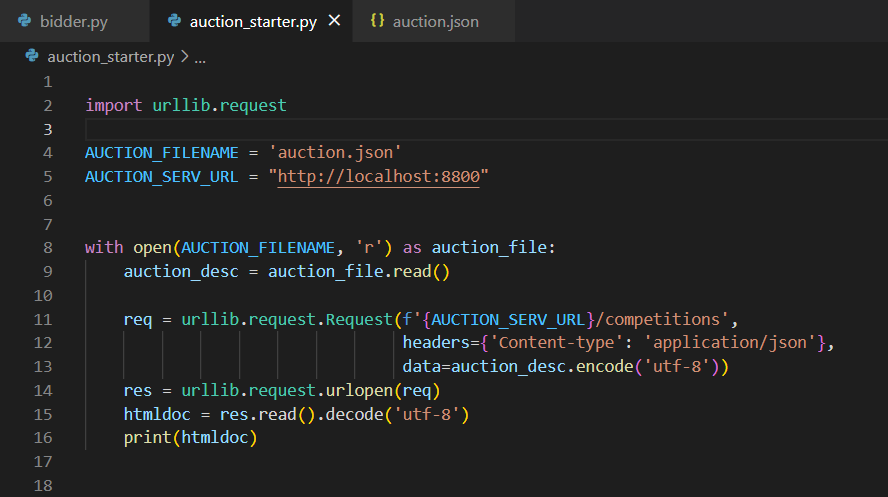 bidder.py auction_starter.py × {} auction.json
auction_starter.py > ...
1
2 import urllib.request
3
4 AUCTION_FILENAME = 'auction.json'
5 AUCTION_SERV_URL = "http://localhost:8800"
6
7
8 with open(AUCTION_FILENAME, 'r') as auction_file:
9 auction_desc = auction_file.read()
10
11 req = urllib.request.Request(f'{AUCTION_SERV_URL}/competitions',
12 headers={'Content-type': 'application/json'},
13 data=auction_desc.encode('utf-8'))
14 res = urllib.request.urlopen(req)
15 htmldoc = res.read().decode('utf-8')
16 print(htmldoc)
17
18